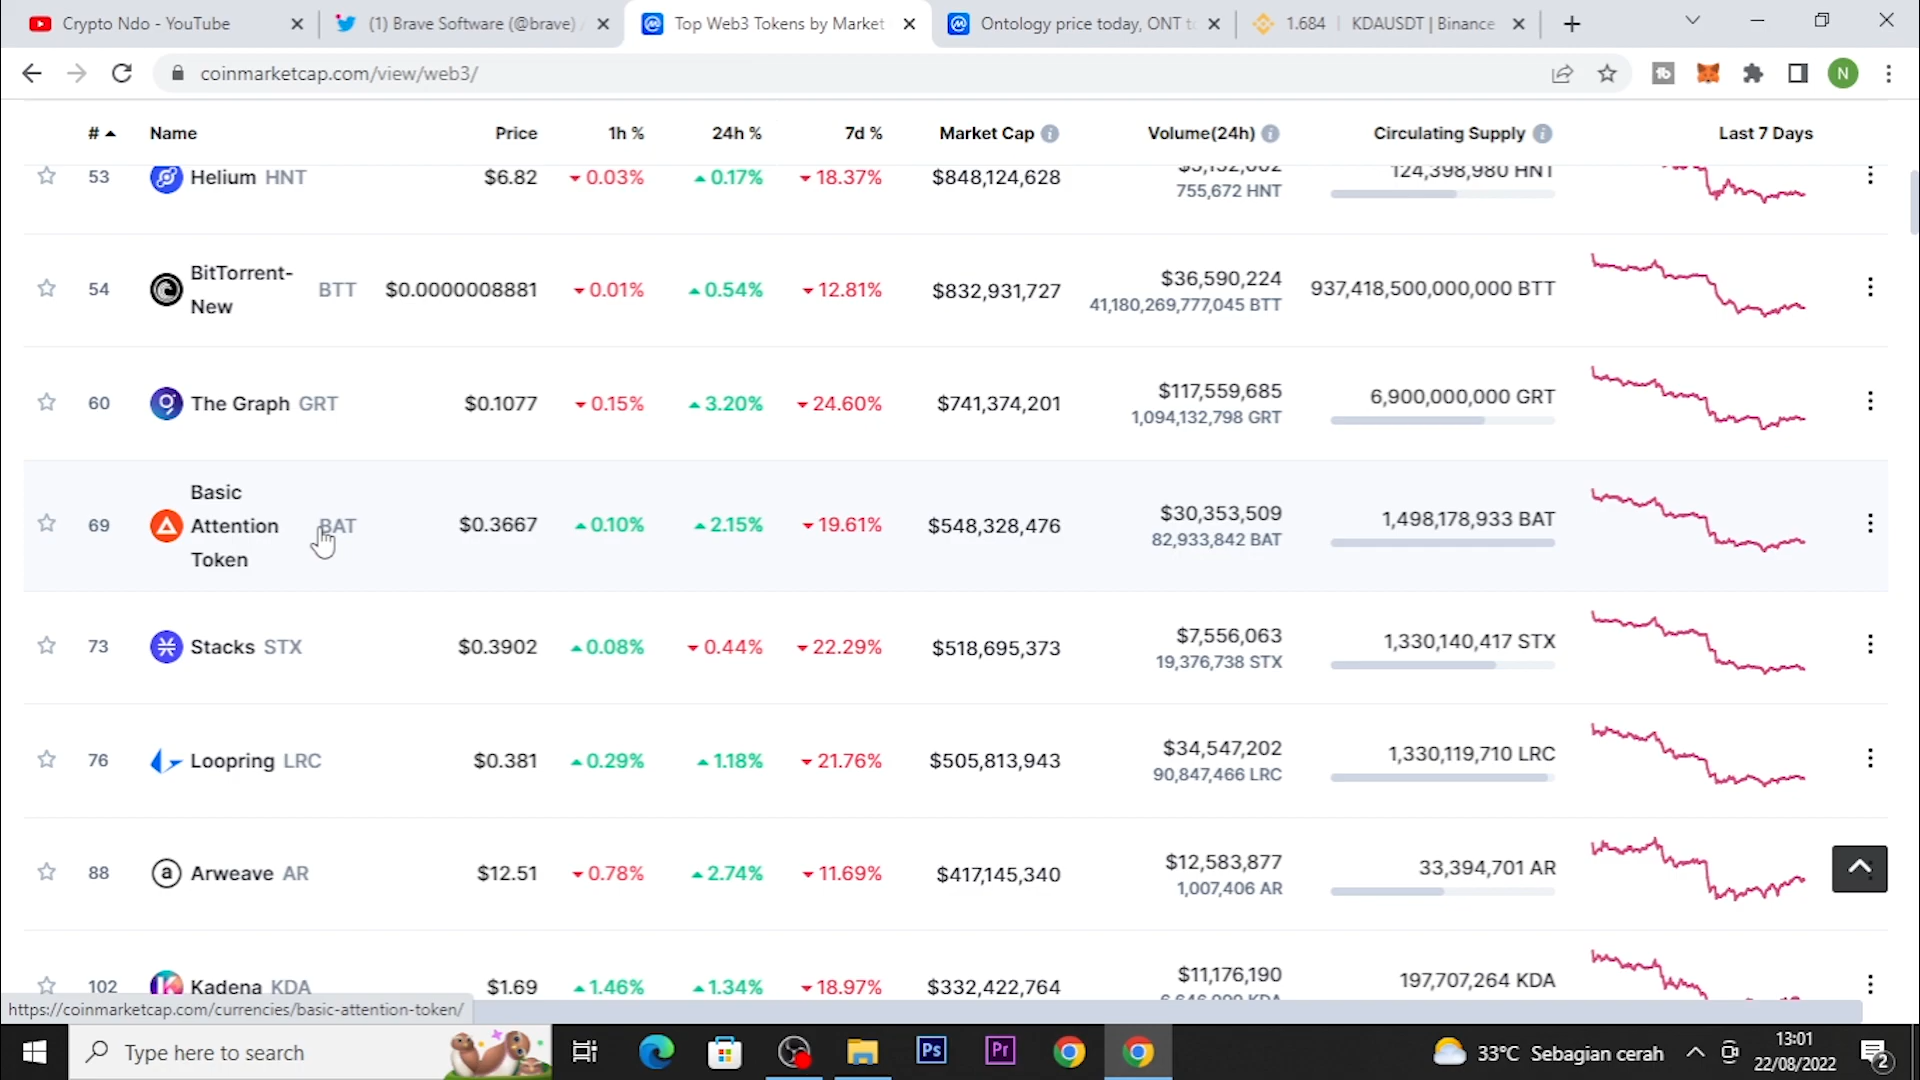 Crypto Ndo - YouTube
(1) Brave Software (@brave) /
Top Web3 Tokens by Market
Ontology price today, ONT to
1.684 | KDAUSDT | Binance
coinmarketcap.com/view/web3/
N
# Name Price 1h % 24h % 7d % Market Cap Volume(24h) Circulating Supply Last 7 Days
53 Helium HNT $6.82 0.03% 0.17% 18.37% $848,124,628 124,398,980 HNT
755,672 HNT
54 BitTorrent-
New BTT $0.0000008881 0.01% 0.54% 12.81% $832,931,727 $36,590,224 937,418,500,000,000 BTT
41,180,269,777,045 BTT
60 The Graph GRT $0.1077 0.15% 3.20% 24.60% $741,374,201 $117,559,685 6,900,000,000 GRT
1,094,132,798 GRT
Basic
69 Attention BAT $0.3667 0.10% 2.15% 19.61% $548,328,476 $30,353,509 1,498,178,933 BAT
Token 82,933,842 BAT
73 Stacks STX $0.3902 0.08% 0.44% 22.29% $518,695,373 $7,556,063 1,330,140,417 STX
19,376,738 STX
76 Loopring LRC $0.381 0.29% 1.18% 21.76% $505,813,943 $34,547,202 1,330,119,710 LRC
90,847,466 LRC
88 Arweave AR $12.51 0.78% 2.74% 11.69% $417,145,340 $12,583,877 33,394,701 AR
1,007,406 AR
102 Kadena KDA $1.69 1.46% 1.34% 18.97% $332,422,764 $11,176,190 197,707,264 KDA
https://coinmarketcap.com/currencies/basic-attention-token/
Type here to search
Ps
Pr
33°C Sebagian cerah
13:01
22/08/2022
2